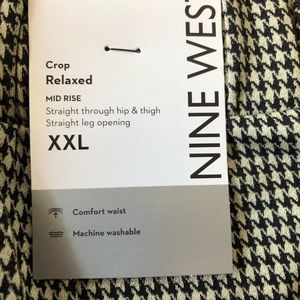 Crop
Relaxed
MID RISE
Straight through hip & thigh
Straight leg opening
XXL
NINE WEST
Comfort waist
Machine washable